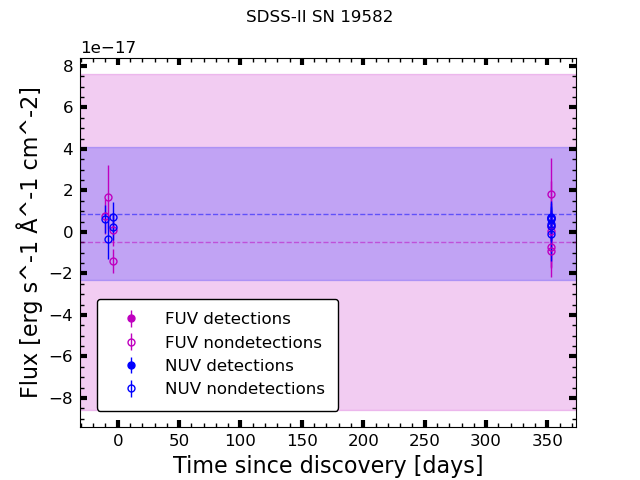 SDSS-II SN 19582
1e−17
8
6
4
2
0
−2
−4
−6
−8
Flux [erg s^-1 Å^-1 cm^-2]
FUV detections
FUV nondetections
NUV detections
NUV nondetections
0 50 100 150 200 250 300 350
Time since discovery [days]